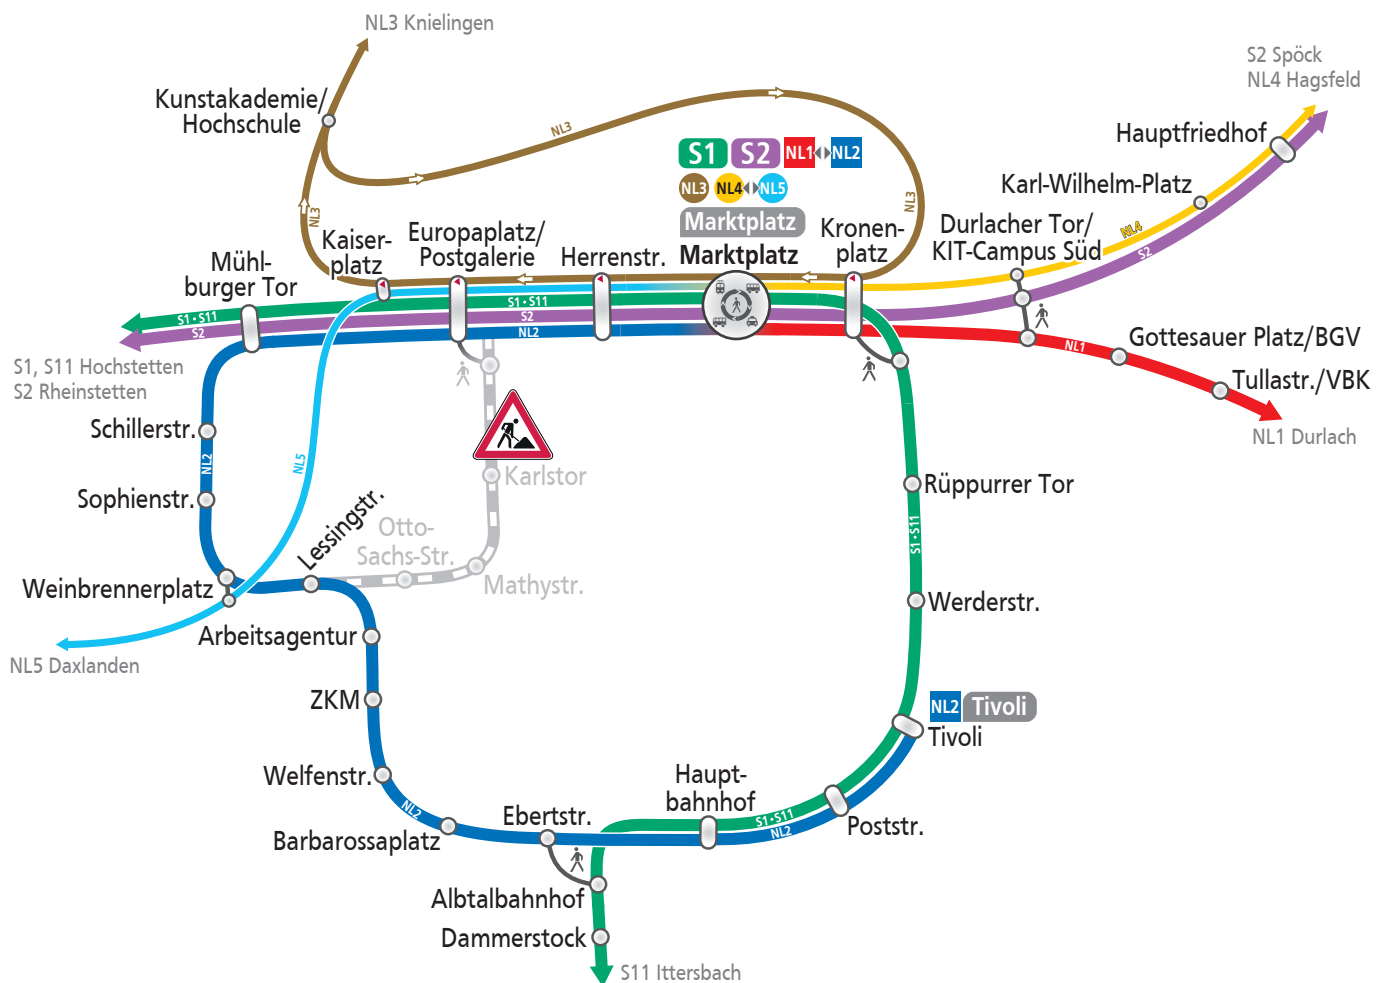 NL3 Knielingen
S2 Spöck
NL4 Hagsfeld
Kunstakademie/
Hochschule
NL3
Hauptfriedhof
S1 S2 NL1 NL2
NL3 NL4 NL5
Marktplatz
Marktplatz
Karl-Wilhelm-Platz
NL3
NL3
Kaiser-
platz
Europaplatz/
Postgalerie
Herrenstr.
Kronen-
platz
Durlacher Tor/
KIT-Campus Süd
NL4
S2
Mühl-
burger Tor
S1·S11
S2
S1·S11
S2
NL2
NL1
Gottesauer Platz/BGV
Tullastr./VBK
NL1 Durlach
S1, S11 Hochstetten
S2 Rheinstetten
Schillerstr.
NL2
NL5
Sophienstr.
Karlstor
Rüppurrer Tor
Lessingstr.
Otto-
Sachs-Str.
Mathystr.
S1·S11
Weinbrennerplatz
Werderstr.
Arbeitsagentur
NL5 Daxlanden
ZKM
NL2 Tivoli
Tivoli
Welfenstr.
NL2
Haupt-
bahnhof
Ebertstr.
S1·S11
NL2
Poststr.
Barbarossaplatz
Albtalbahnhof
Dammerstock
S11 Ittersbach